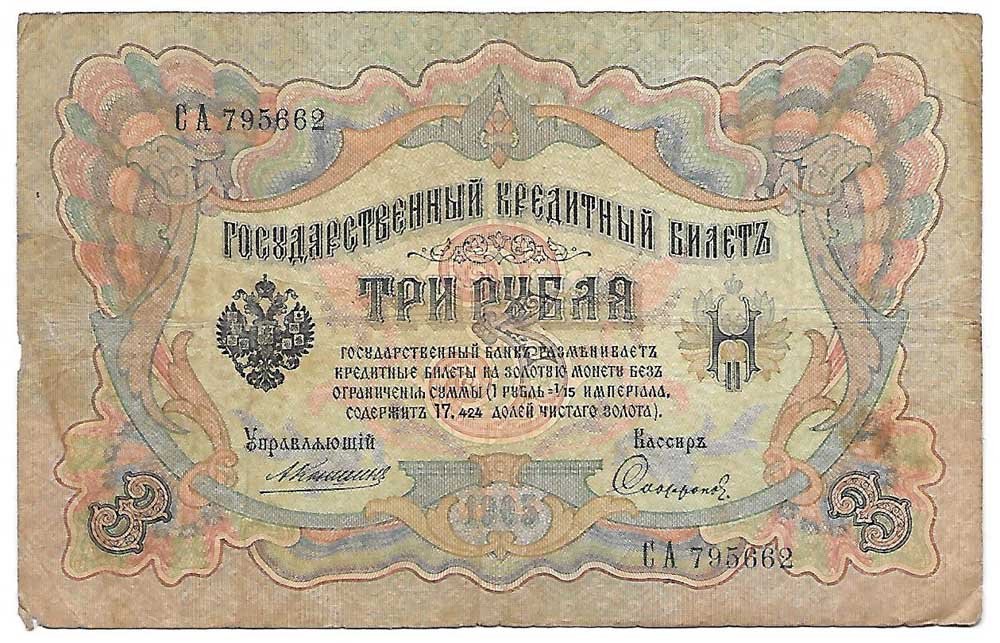 СА 795662
Государственный Кредитный Билетъ
ТРИ РУБЛЯ
Н
II
Государственный Банкъ размѣниваетъ
кредитные билеты на золотую монету безъ
ограниченія суммы (1 рубль = 1/15 имперіала,
содержитъ 17,424 долей чистаго золота).
Управляющій
Кассиръ
1905
3
3
СА 795662